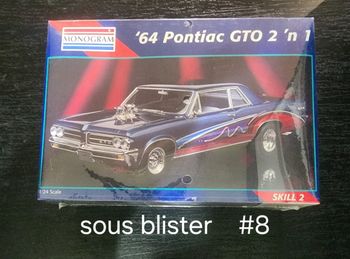 MONOGRAM
'64 Pontiac GTO 2 'n 1
1/24 Scale
SKILL 2
sous blister #8